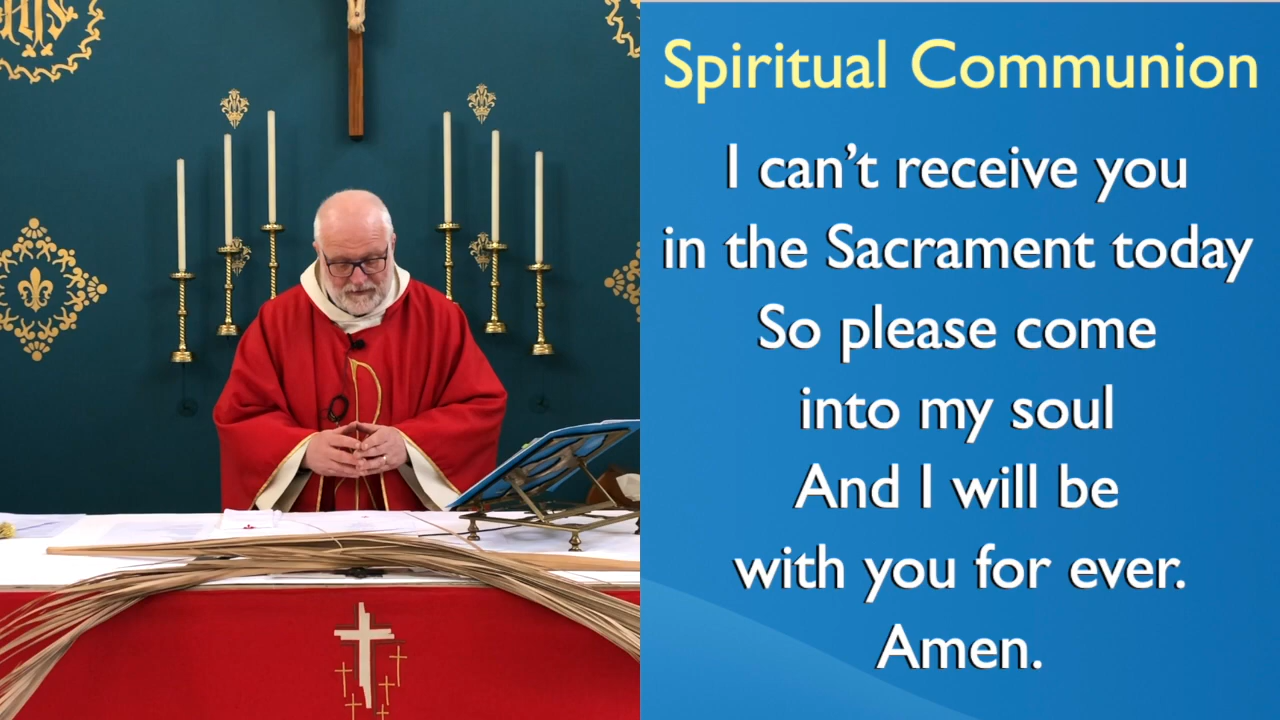 IHS
Spiritual Communion
I can’t receive you
in the Sacrament today
So please come
into my soul
And I will be
with you for ever.
Amen.